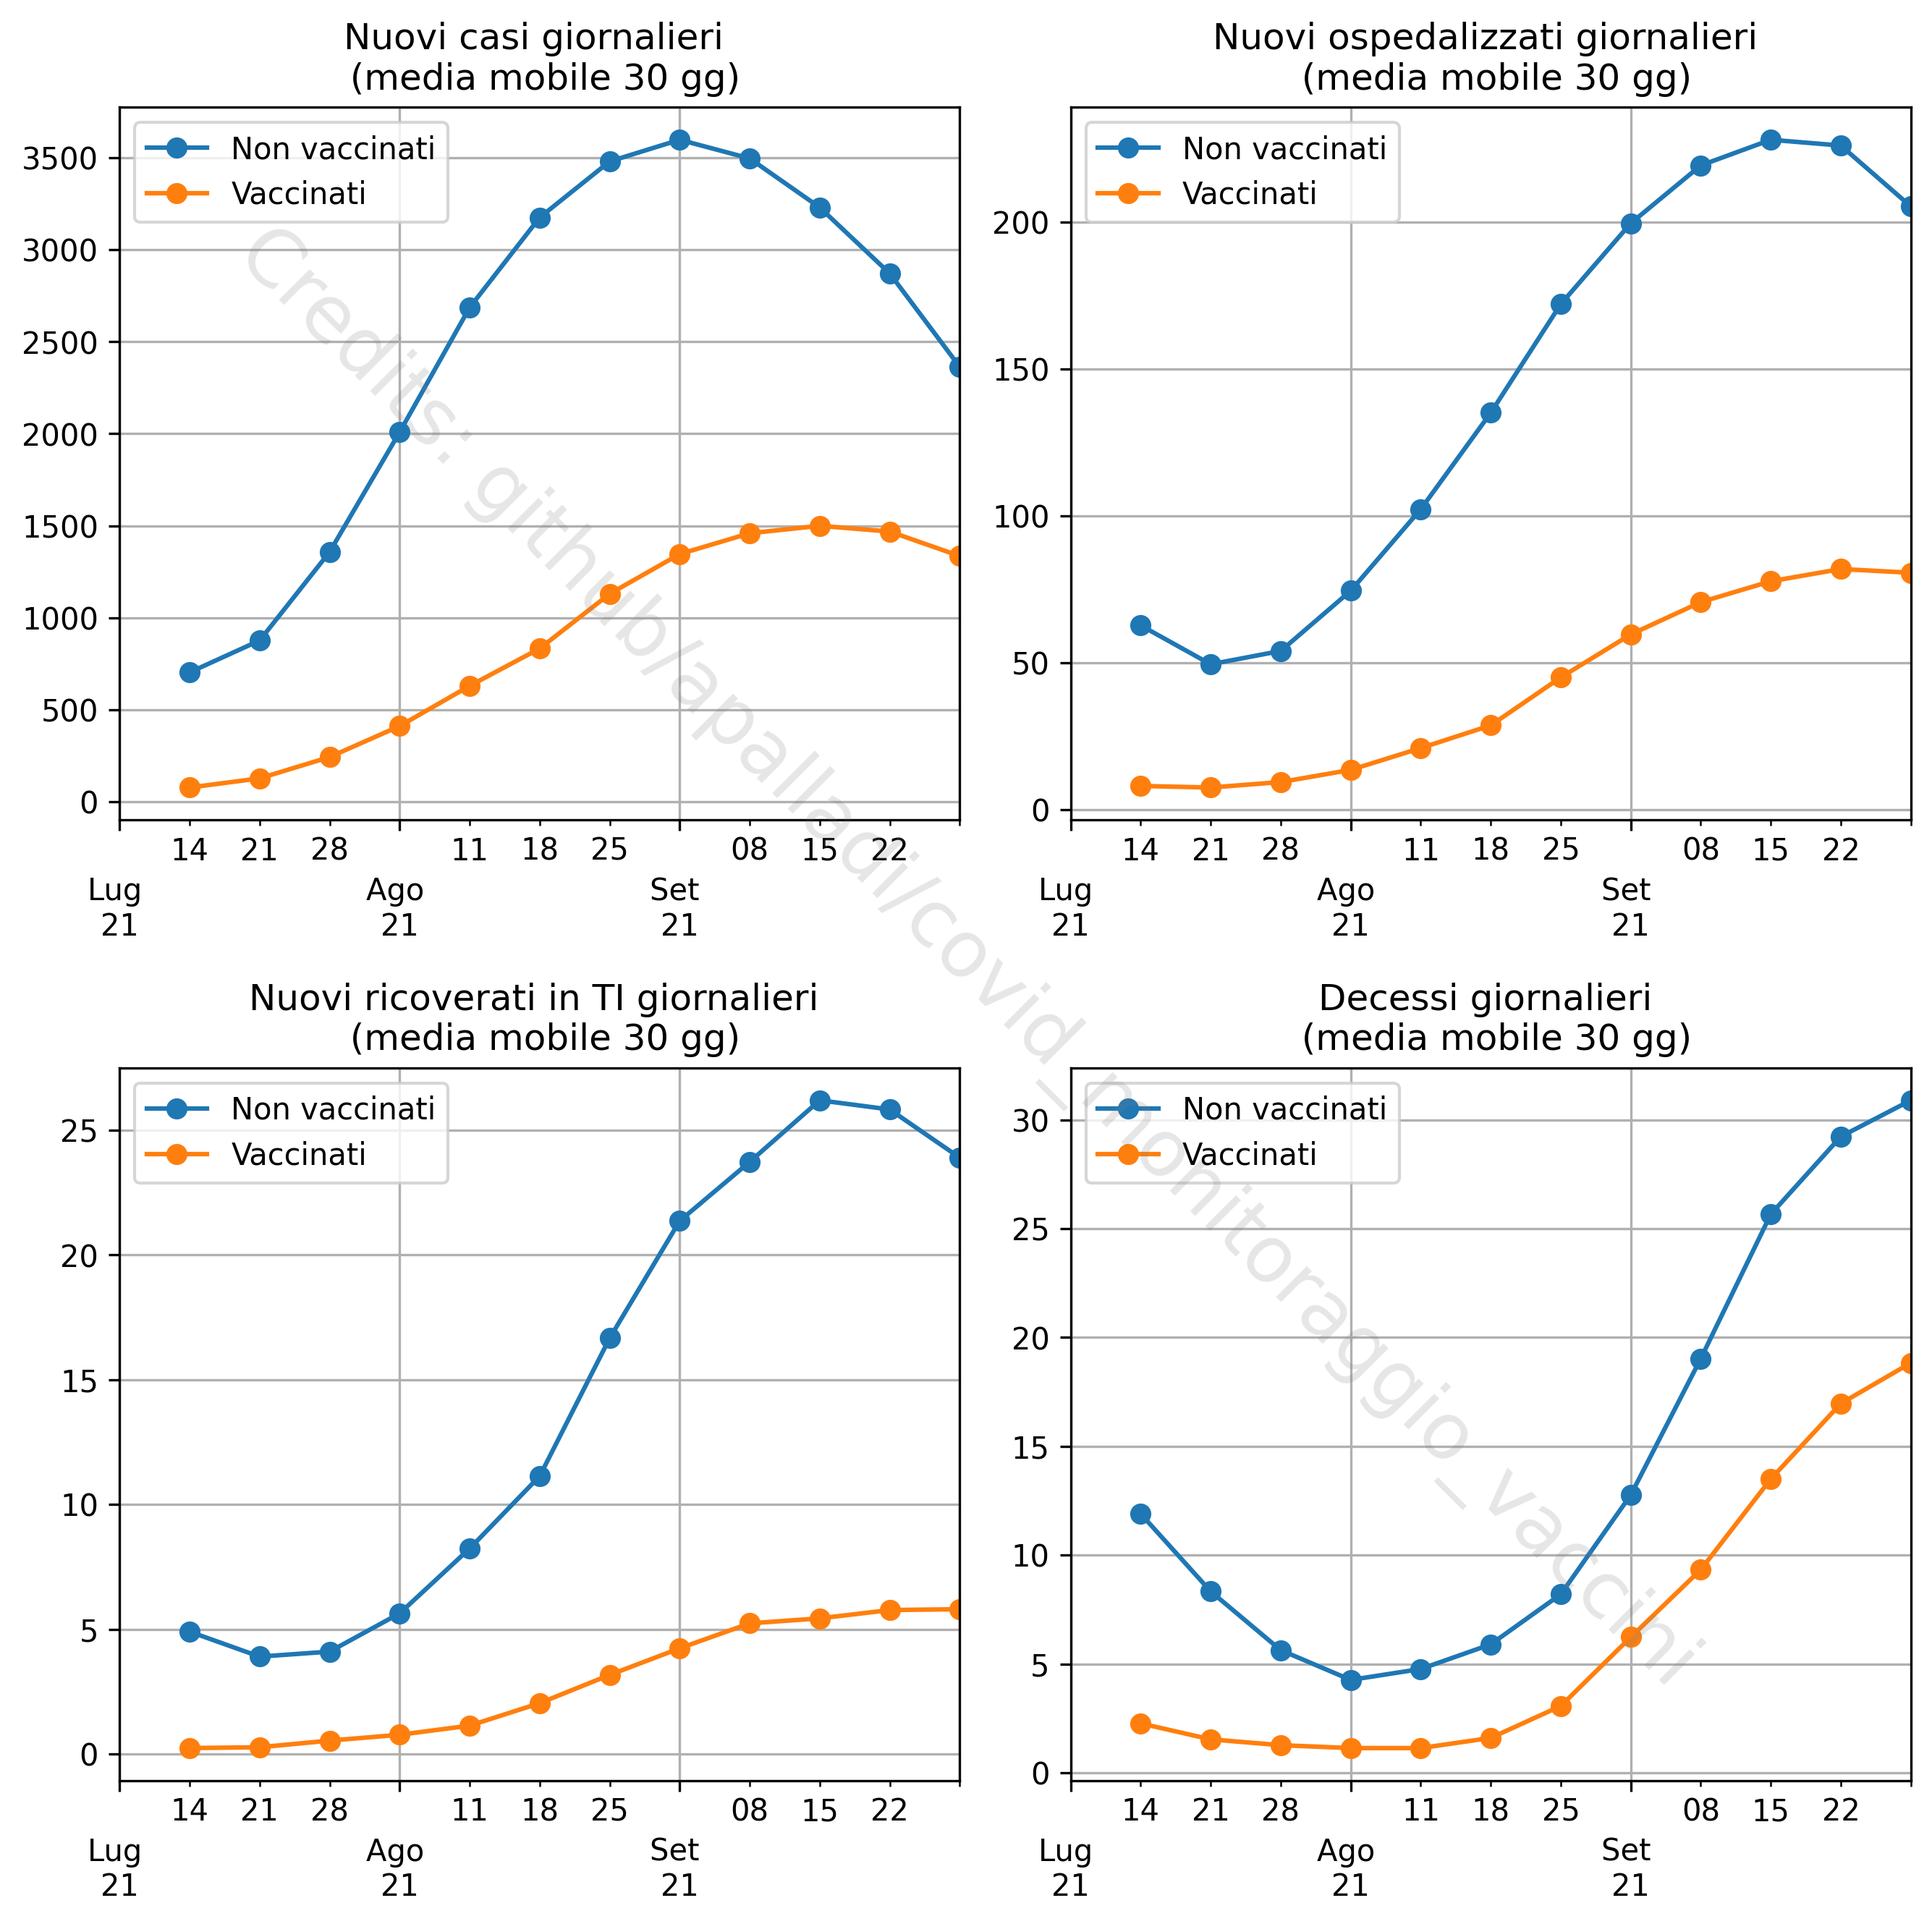 Nuovi casi giornalieri
(media mobile 30 gg)
Non vaccinati
Vaccinati
3500
3000
2500
2000
1500
1000
500
0
14 21 28 11 18 25 08 15 22
Lug Ago Set
21 21 21
Nuovi ospedalizzati giornalieri
(media mobile 30 gg)
Non vaccinati
Vaccinati
200
150
100
50
0
14 21 28 11 18 25 08 15 22
Lug Ago Set
21 21 21
Nuovi ricoverati in TI giornalieri
(media mobile 30 gg)
Non vaccinati
Vaccinati
25
20
15
10
5
0
14 21 28 11 18 25 08 15 22
Lug Ago Set
21 21 21
Decessi giornalieri
(media mobile 30 gg)
Non vaccinati
Vaccinati
30
25
20
15
10
5
0
14 21 28 11 18 25 08 15 22
Lug Ago Set
21 21 21
Credits: github/apalladi/covid_monitoraggio_vaccini